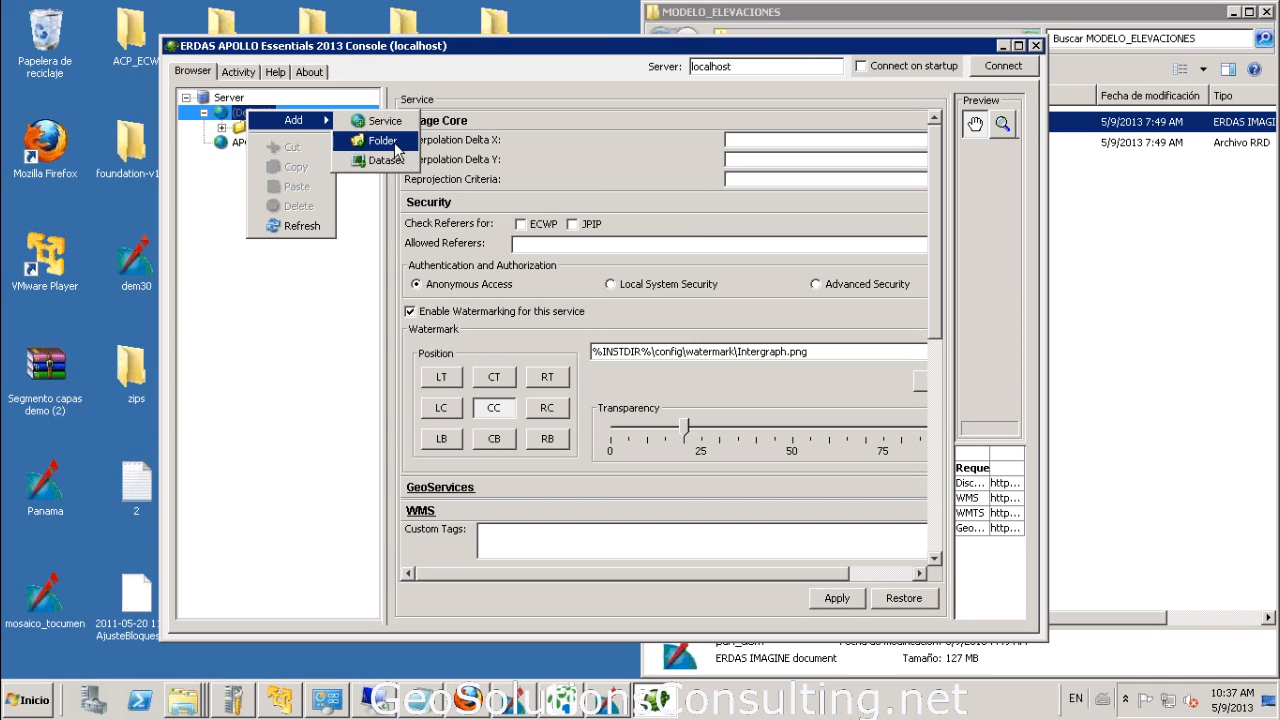 Papelera de
reciclaje
ACP_ECW
MODELO_ELEVACIONES
Buscar MODELO_ELEVACIONES
ERDAS APOLLO Essentials 2013 Console (localhost)
Browser
Activity
Help
About
Server:
localhost
Connect on startup
Connect
Fecha de modificación
Tipo
5/9/2013 7:49 AM
ERDAS IMAGI
5/9/2013 7:49 AM
Archivo RRD
Server
Add
Cut
Copy
Paste
Delete
Refresh
Service
Folder
Dataset
Service
Interpolation Delta Y:
Reprojection Criteria:
Security
Check Referers for:
ECWP
JPIP
Allowed Referers:
Authentication and Authorization
Anonymous Access
Local System Security
Advanced Security
Enable Watermarking for this service
Watermark
Position
LT
CT
RT
LC
CC
RC
LB
CB
RB
%INSTDIR%\config\watermark\Intergraph.png
Transparency
0
25
50
75
GeoServices
WMS
Custom Tags:
Apply
Restore
Preview
Reque
Disc...
http...
WMS
http...
WMTS
http...
Geo...
http...
Mozilla Firefox
foundation-v1
VMware Player
dem30
Segmento capas
demo (2)
zips
Panama
2
mosaico_tocumen
2011-05-20 11
AjusteBloques
5/9/2013 7:49 AM
ERDAS IMAGINE document
Tamaño: 127 MB
Inicio
GeoSolutionsConsulting.net
EN
10:37 AM
5/9/2013